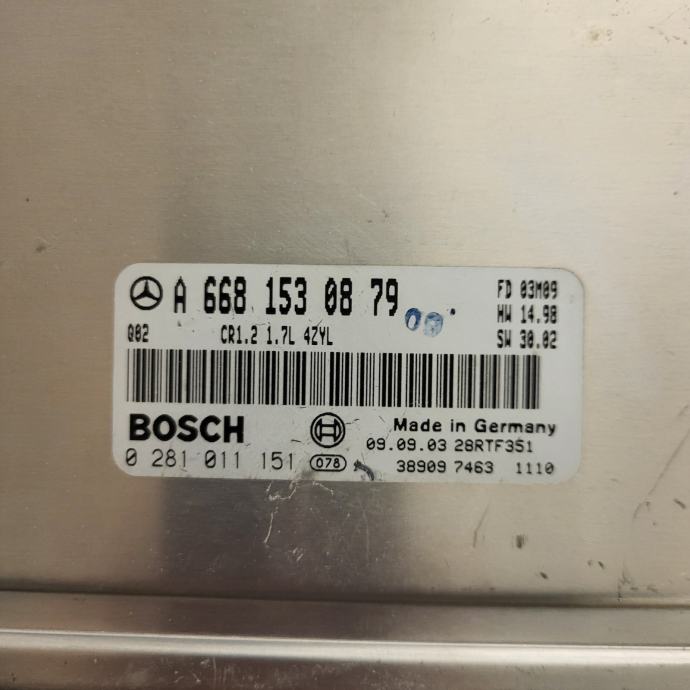 A 668 153 08 79
FD 03M09
HW 14.98
Q02 CR1.2 1.7L 4ZYL
SW 30.02
BOSCH
Made in Germany
09.09.03 28RTF351
0 281 011 151 078
38909 7463 1110